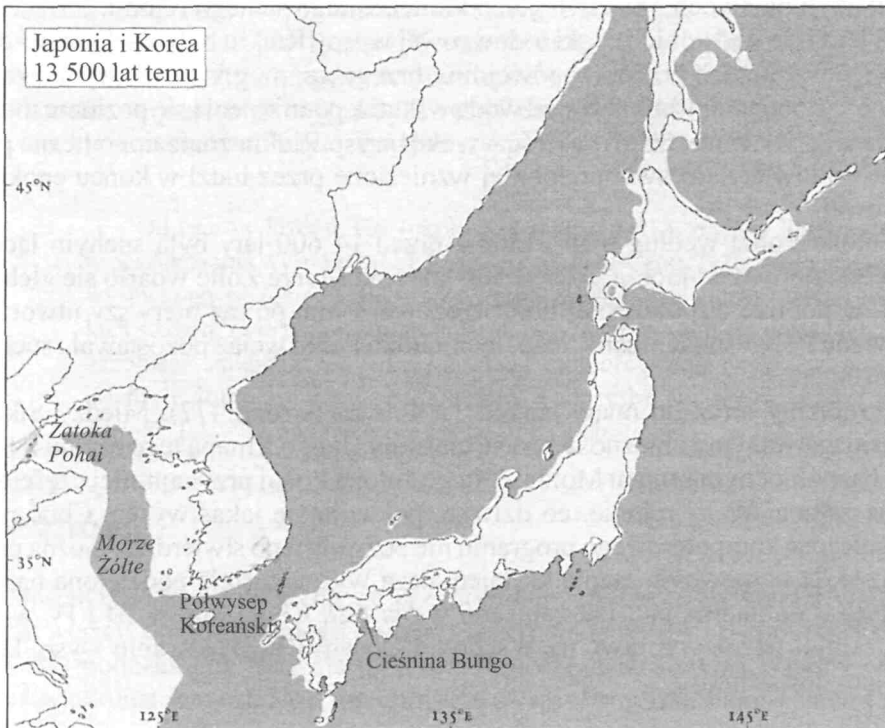 Japonia i Korea
13 500 lat temu
45°N
Zatoka
Pohai
Morze
Żółte
35°N
Półwysep
Koreański
Cieśnina Bungo
125°E
135°E
145°E